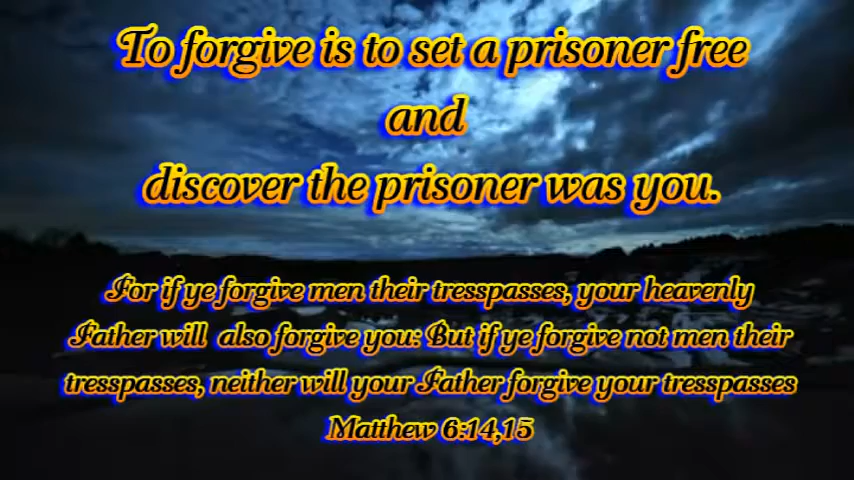 To forgive is to set a prisoner free
and
discover the prisoner was you.
For if ye forgive men their tresspasses, your heavenly
Father will also forgive you: But if ye forgive not men their
tresspasses, neither will your Father forgive your tresspasses
Matthew 6:14,15